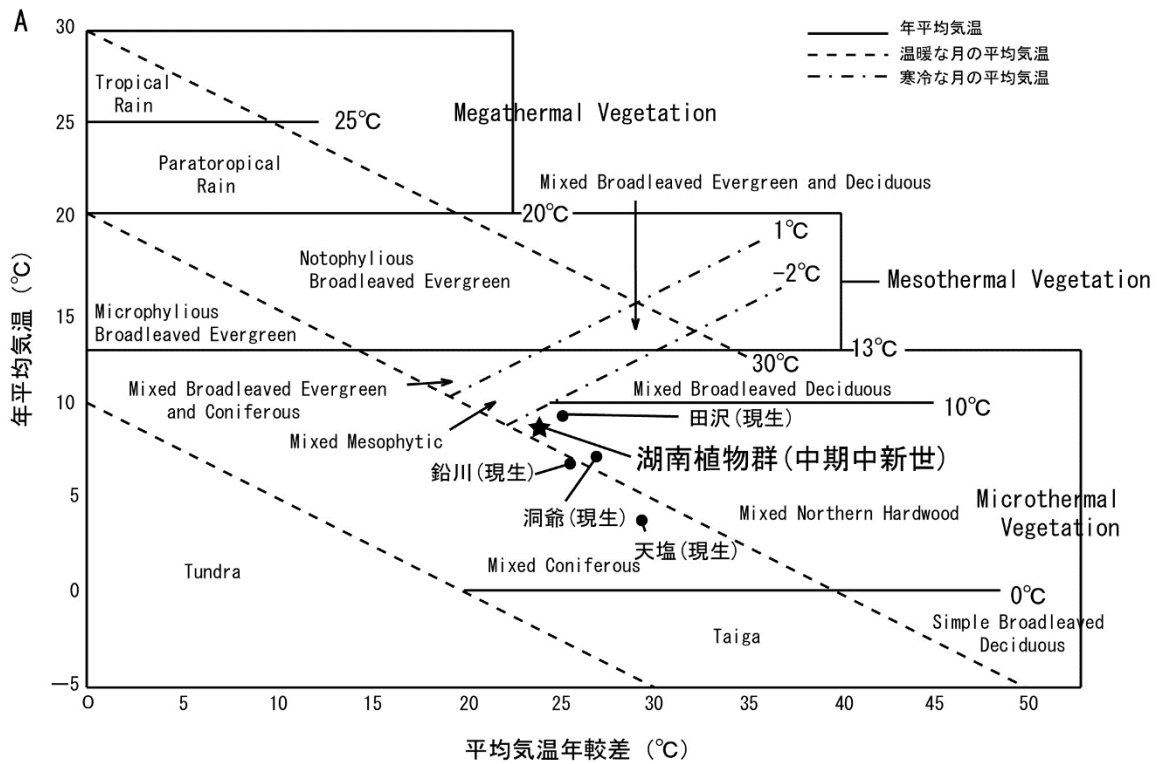 A
年平均気温
温暖な月の平均気温
寒冷な月の平均気温
30
25
20
15
10
5
0
—5
年平均気温 (℃)
Tropical
Rain
25℃
Megathermal Vegetation
Paratoropical
Rain
Mixed Broadleaved Evergreen and Deciduous
20℃
1℃
-2℃
Notophylious
Broadleaved Evergreen
Mesothermal Vegetation
Microphylious
Broadleaved Evergreen
13℃
30℃
Mixed Broadleaved Evergreen
and Coniferous
Mixed Broadleaved Deciduous
10℃
Mixed Mesophytic
田沢(現生)
湖南植物群(中期中新世)
鉛川(現生)
洞爺(現生)
Mixed Northern Hardwood
Microthermal
Vegetation
天塩(現生)
Mixed Coniferous
Tundra
0℃
Taiga
Simple Broadleaved
Deciduous
0 5 10 15 20 25 30 35 40 45 50
平均気温年較差 (℃)